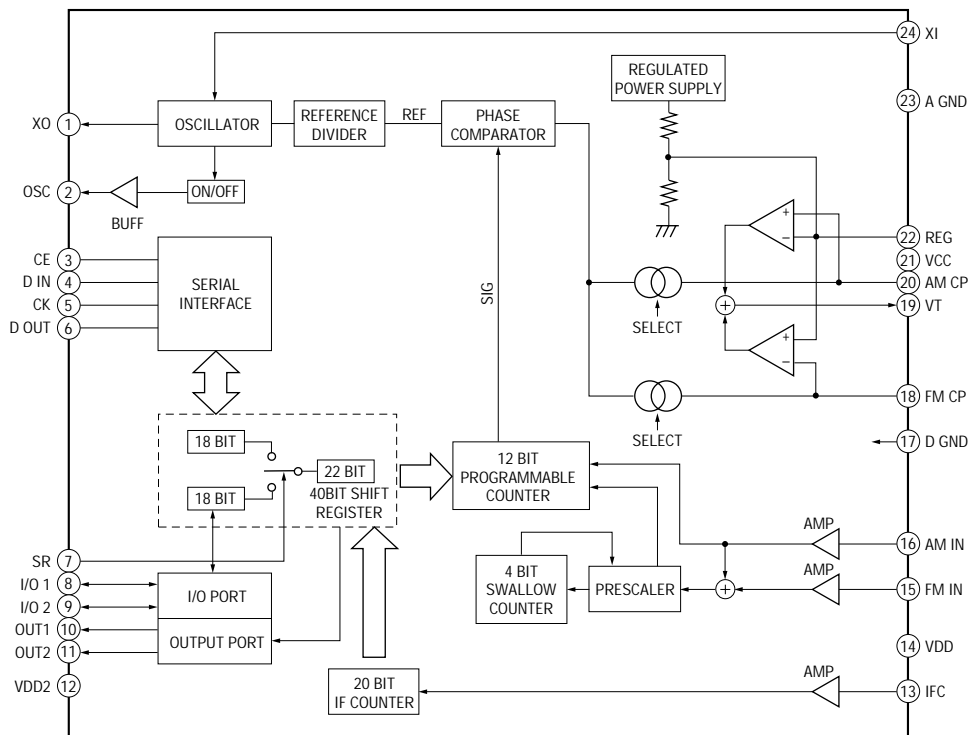 24 XI
REGULATED
POWER SUPPLY
23 A GND
XO 1
OSCILLATOR
REFERENCE
DIVIDER
REF
PHASE
COMPARATOR
OSC 2
BUFF
ON/OFF
+
−
22 REG
21 VCC
20 AM CP
19 VT
CE 3
D IN 4
CK 5
D OUT 6
SERIAL
INTERFACE
SIG
SELECT
+
+
−
18 FM CP
SELECT
17 D GND
18 BIT
22 BIT
18 BIT
40BIT SHIFT
REGISTER
12 BIT
PROGRAMMABLE
COUNTER
AMP
16 AM IN
AMP
15 FM IN
+
4 BIT
SWALLOW
COUNTER
PRESCALER
SR 7
I/O 1 8
I/O 2 9
OUT1 10
OUT2 11
VDD2 12
I/O PORT
OUTPUT PORT
14 VDD
20 BIT
IF COUNTER
AMP
13 IFC